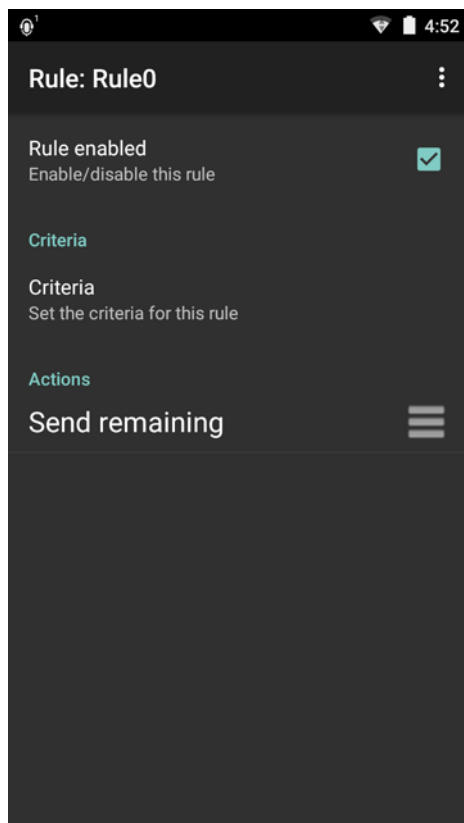 1
4:52
Rule: Rule0
Rule enabled
Enable/disable this rule
Criteria
Criteria
Set the criteria for this rule
Actions
Send remaining